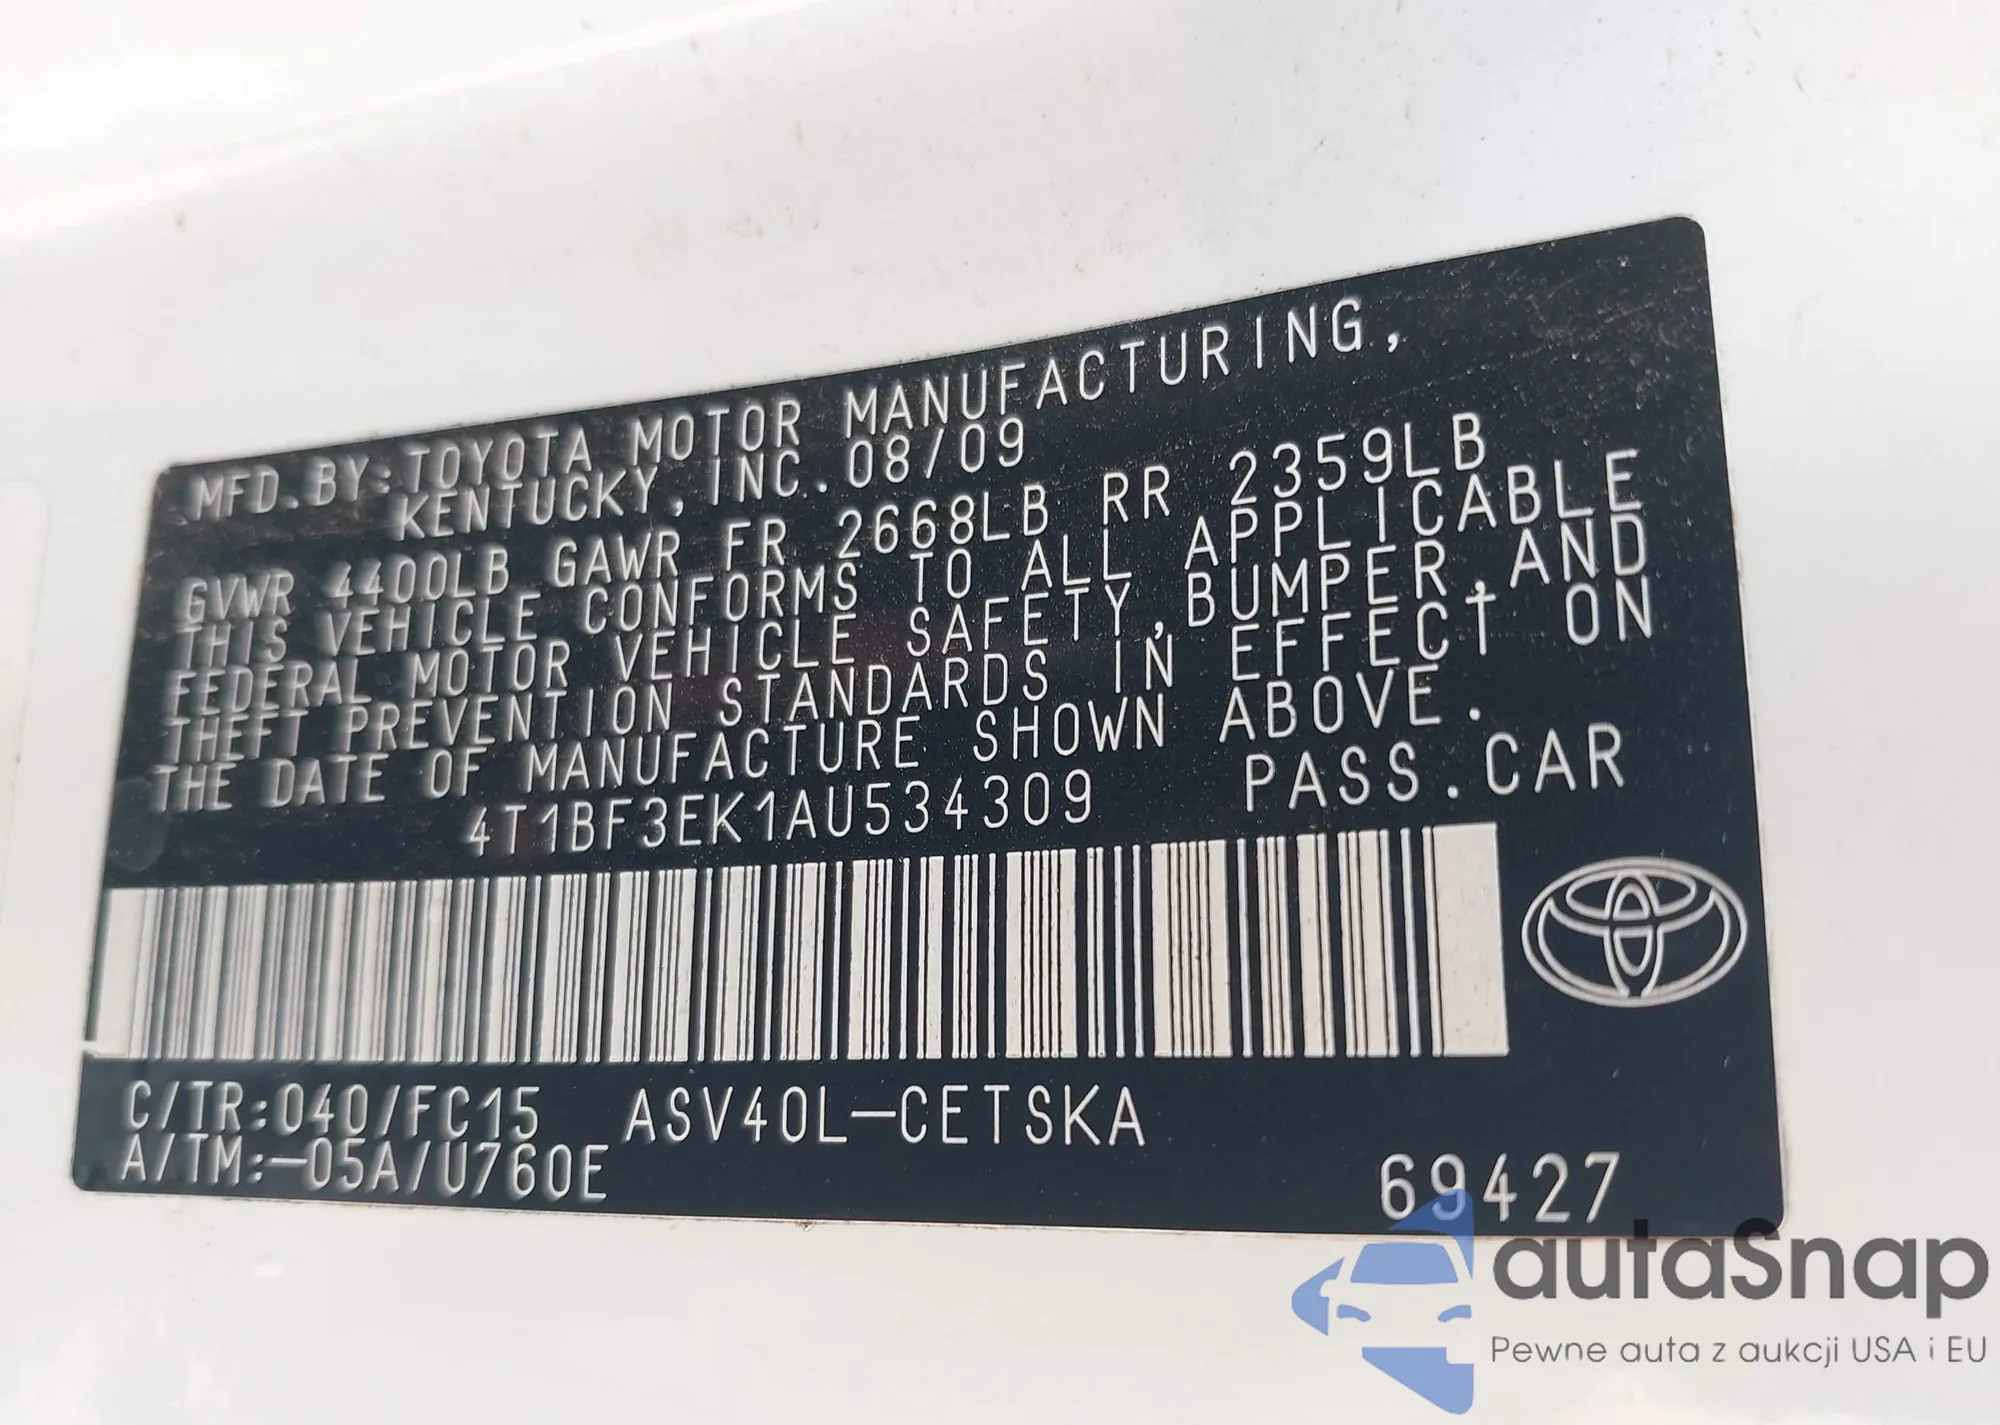 MFD. BY: TOYOTA MOTOR MANUFACTURING,
KENTUCKY, INC. 08/09
GVWR 4400LB GAWR FR 2668LB RR 2359LB
THIS VEHICLE CONFORMS TO ALL APPLICABLE
FEDERAL MOTOR VEHICLE SAFETY, BUMPER, AND
THEFT PREVENTION STANDARDS IN EFFECT ON
THE DATE OF MANUFACTURE SHOWN ABOVE.
4T1BF3EK1AU534309 PASS. CAR
C/TR:040/FC15 ASV40L-CETSKA
A/TM:-05A/U760E
69427
autaSnap
Pewne auta z aukcji USA i EU